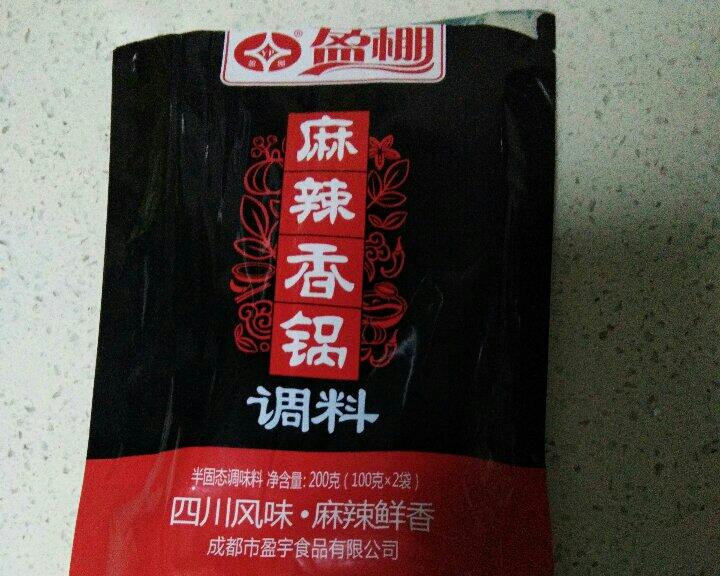 盈棚
麻辣香锅
调料
半固态调味料 净含量:200克(100克×2袋)
四川风味·麻辣鲜香
成都市盈宇食品有限公司